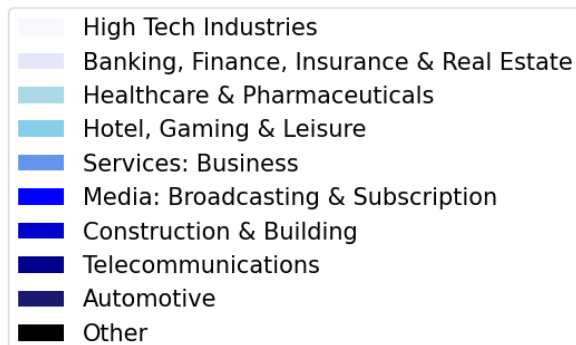 High Tech Industries
Banking, Finance, Insurance & Real Estate
Healthcare & Pharmaceuticals
Hotel, Gaming & Leisure
Services: Business
Media: Broadcasting & Subscription
Construction & Building
Telecommunications
Automotive
Other